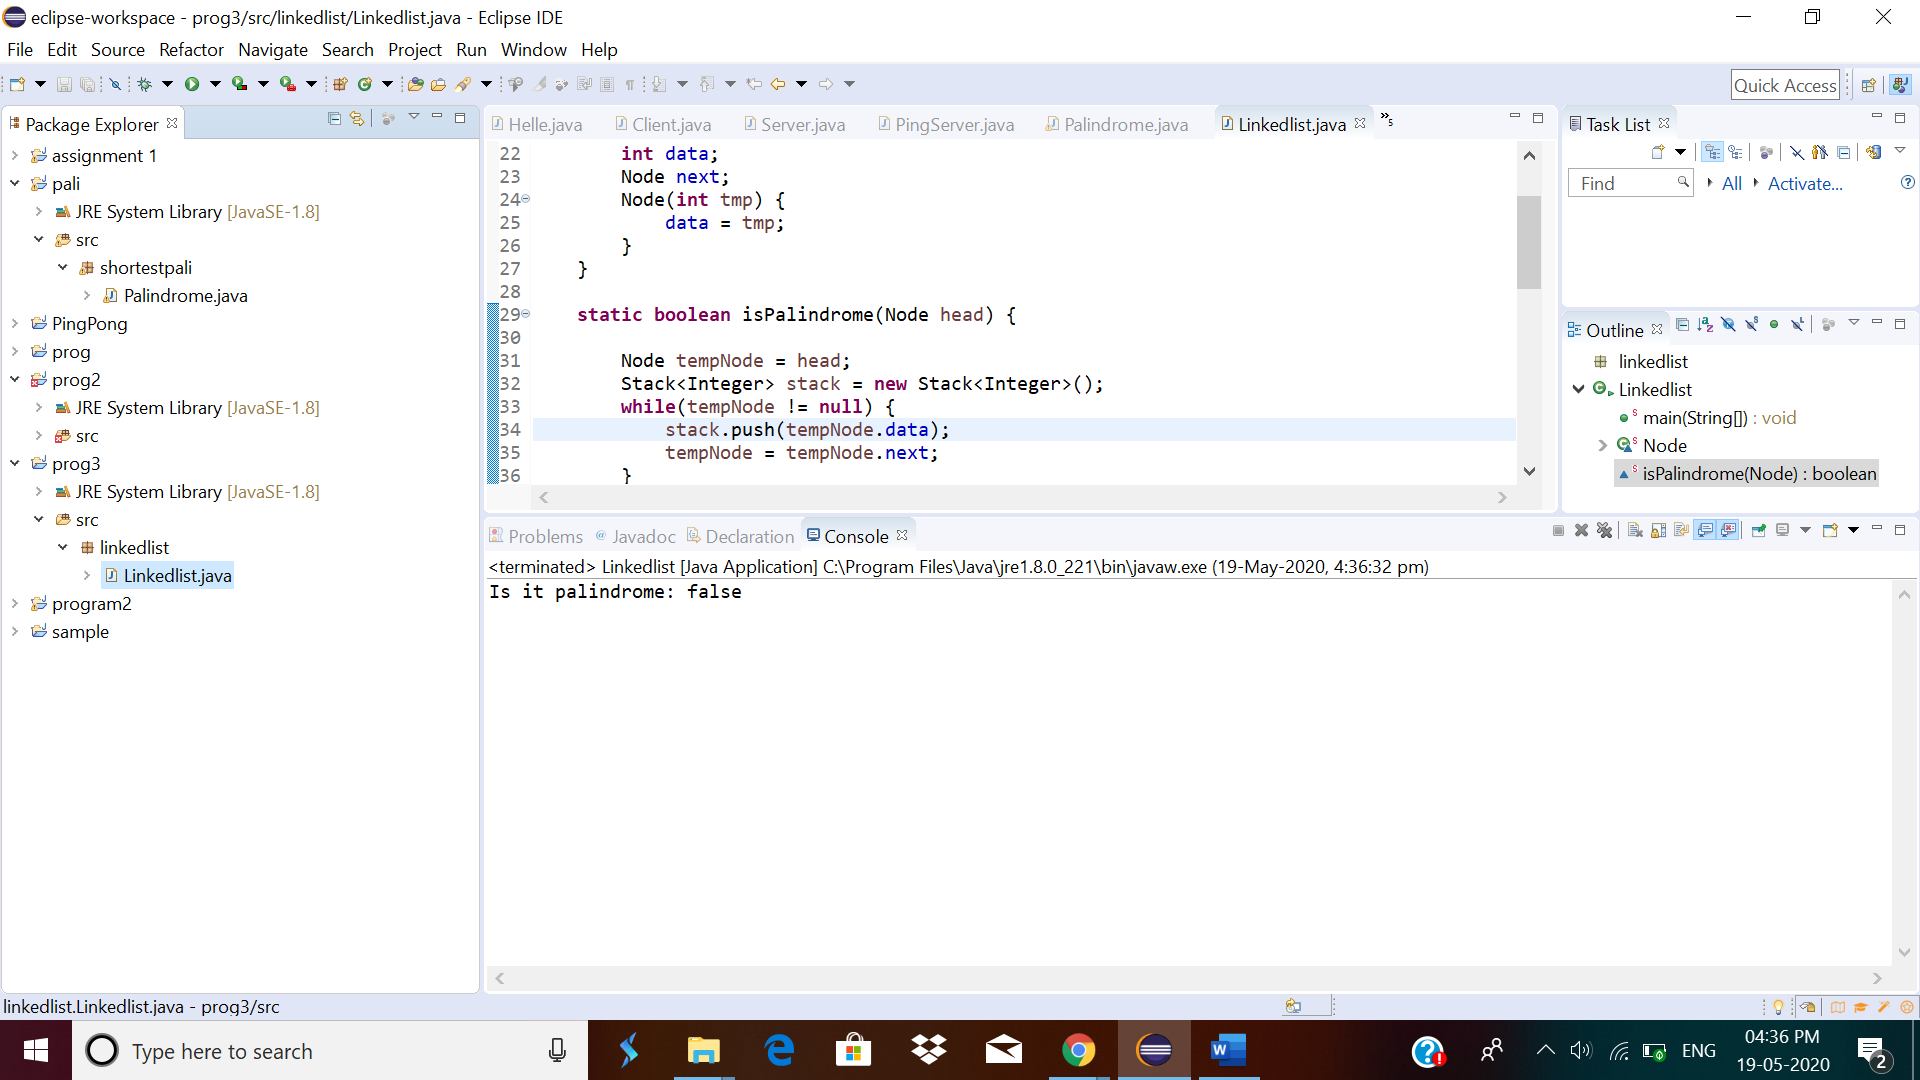 eclipse-workspace - prog3/src/linkedlist/Linkedlist.java - Eclipse IDE
File Edit Source Refactor Navigate Search Project Run Window Help
Quick Access
Package Explorer
assignment 1
pali
JRE System Library [JavaSE-1.8]
src
shortestpali
Palindrome.java
PingPong
prog
prog2
JRE System Library [JavaSE-1.8]
src
prog3
JRE System Library [JavaSE-1.8]
src
linkedlist
Linkedlist.java
program2
sample
Helle.java Client.java Server.java PingServer.java Palindrome.java Linkedlist.java »5
22 int data;
23 Node next;
24 Node(int tmp) {
25 data = tmp;
26 }
27 }
28
29 static boolean isPalindrome(Node head) {
30
31 Node tempNode = head;
32 Stack<Integer> stack = new Stack<Integer>();
33 while(tempNode != null) {
34 stack.push(tempNode.data);
35 tempNode = tempNode.next;
36 }
Task List
Find All Activate...
Outline
linkedlist
Linkedlist
main(String[]) : void
Node
isPalindrome(Node) : boolean
Problems @ Javadoc Declaration Console
<terminated> Linkedlist [Java Application] C:\Program Files\Java\jre1.8.0_221\bin\javaw.exe (19-May-2020, 4:36:32 pm)
Is it palindrome: false
linkedlist.Linkedlist.java - prog3/src
Type here to search
ENG
04:36 PM
19-05-2020
2